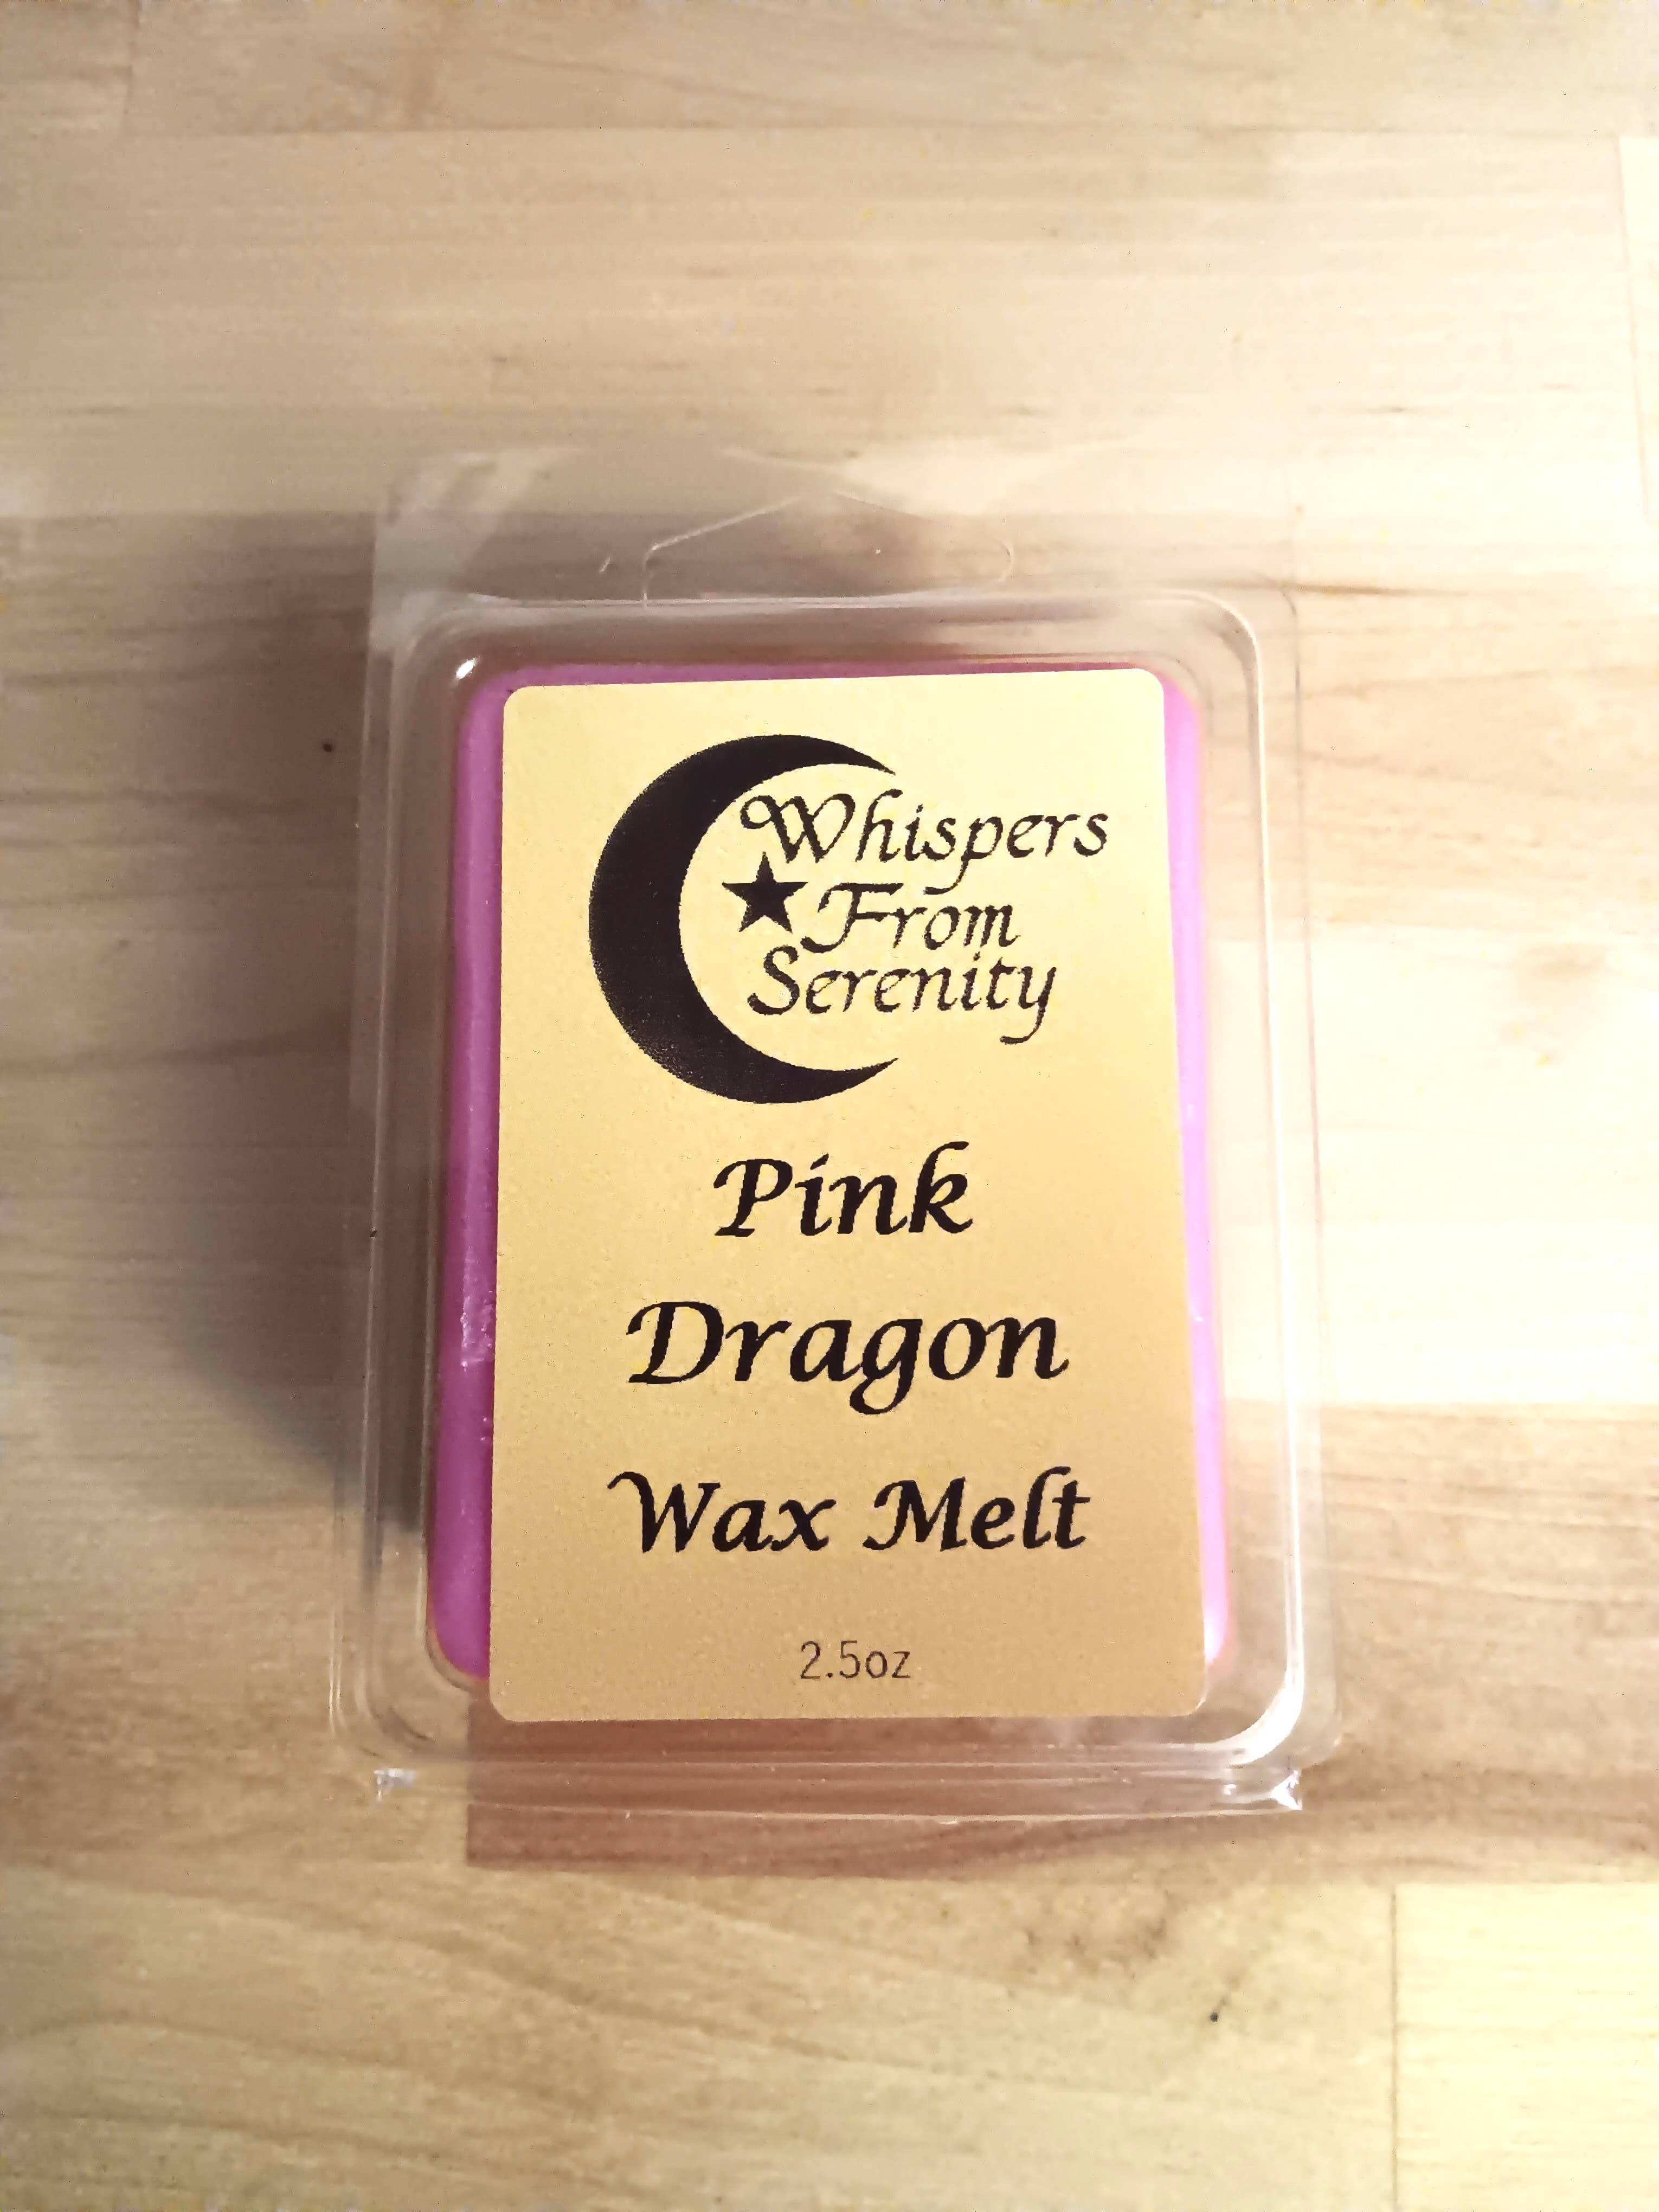 Whispers
From
Serenity
Pink
Dragon
Wax Melt
2.5oz